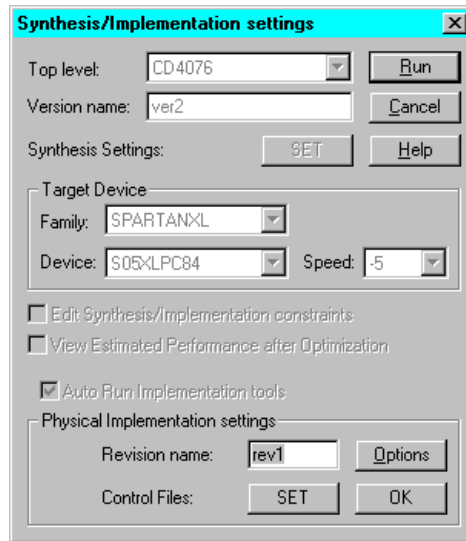 Synthesis/Implementation settings
Top level: CD4076 Run
Version name: ver2 Cancel
Synthesis Settings: SET Help
Target Device
Family: SPARTANXL
Device: S05XLPC84 Speed: -5
Edit Synthesis/Implementation constraints
View Estimated Performance after Optimization
Auto Run Implementation tools
Physical Implementation settings
Revision name: rev1 Options
Control Files: SET OK